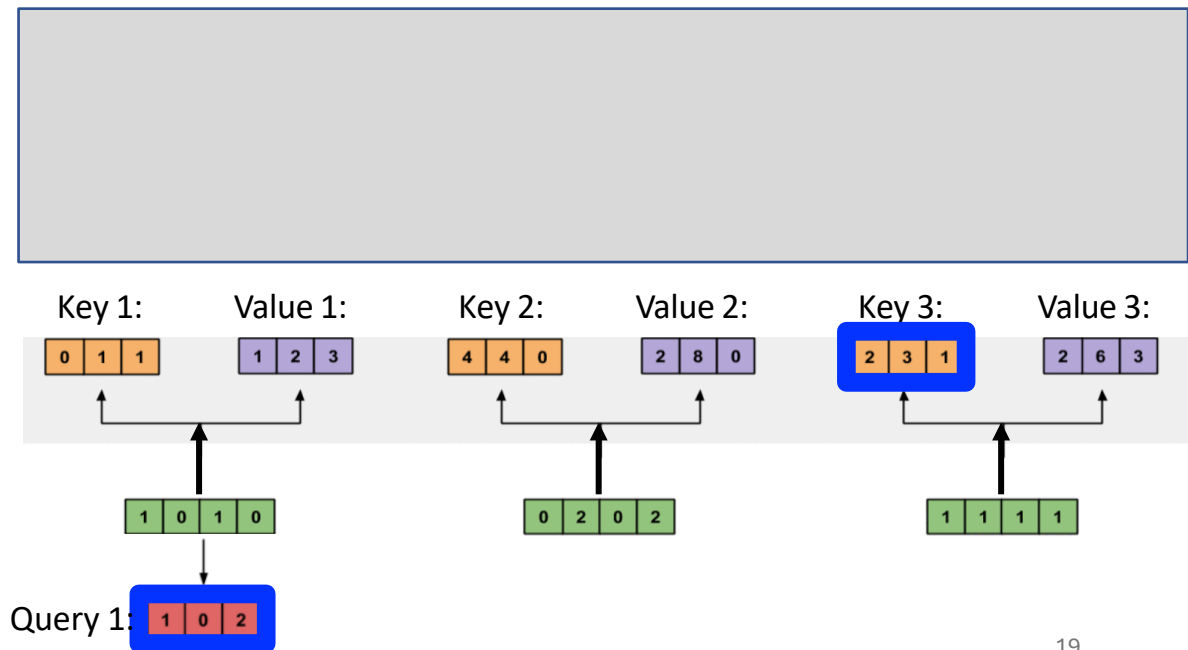 Key 1: Value 1: Key 2: Value 2: Key 3: Value 3:
0 1 1 1 2 3 4 4 0 2 8 0 2 3 1 2 6 3
1 0 1 0 0 2 0 2 1 1 1 1
Query 1: 1 0 2
19